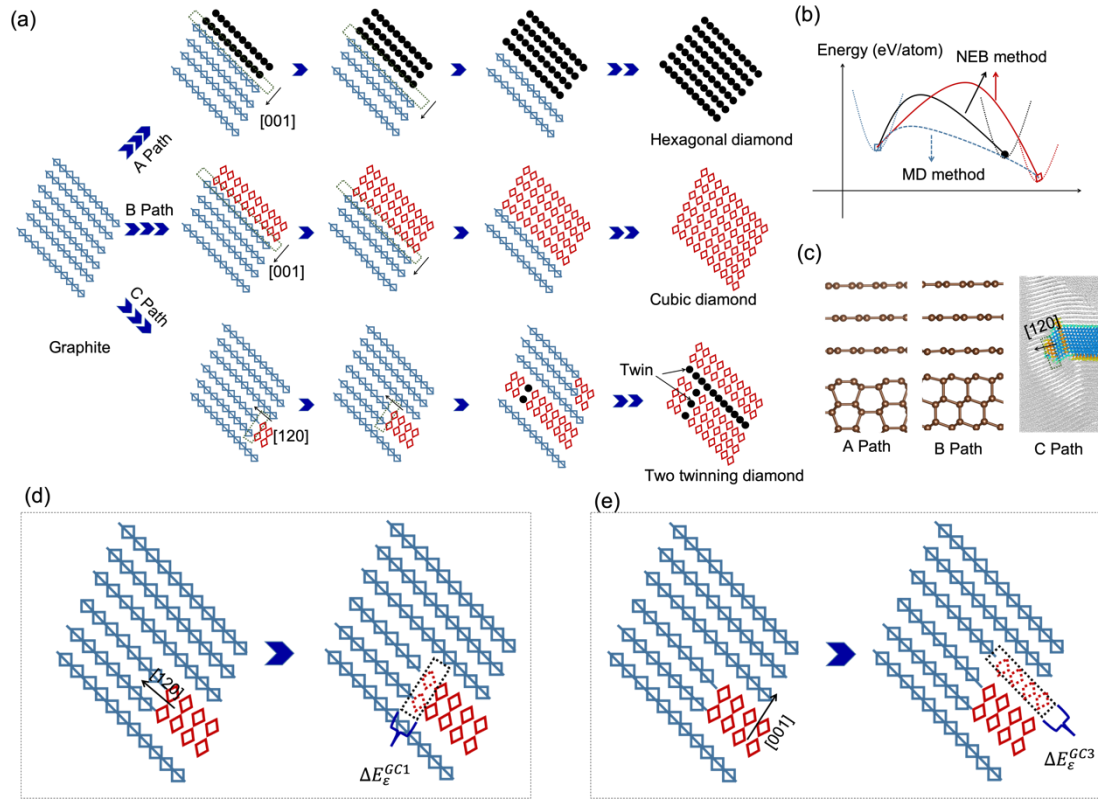 (a)
A Path
[001]
Hexagonal diamond
B Path
[001]
Cubic diamond
C Path
Graphite
[120]
Twin
Two twinning diamond
(b)
Energy (eV/atom)
NEB method
MD method
(c)
[120]
A Path
B Path
C Path
(d)
[120]
ΔE_ε^{GC1}
(e)
[001]
ΔE_ε^{GC3}